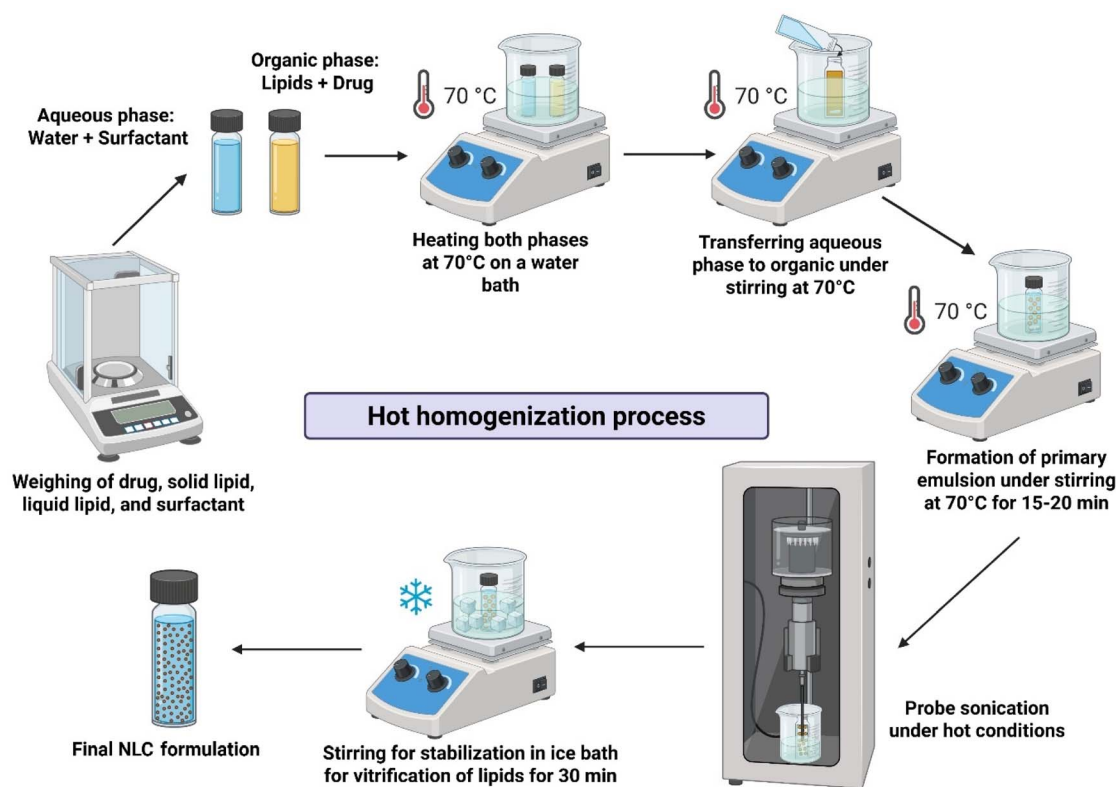 Aqueous phase:
Water + Surfactant
Organic phase:
Lipids + Drug
70 °C
Heating both phases
at 70°C on a water
bath
70 °C
Transferring aqueous
phase to organic under
stirring at 70°C
70 °C
Formation of primary
emulsion under stirring
at 70°C for 15-20 min
Hot homogenization process
Weighing of drug, solid lipid,
liquid lipid, and surfactant
Probe sonication
under hot conditions
Stirring for stabilization in ice bath
for vitrification of lipids for 30 min
Final NLC formulation